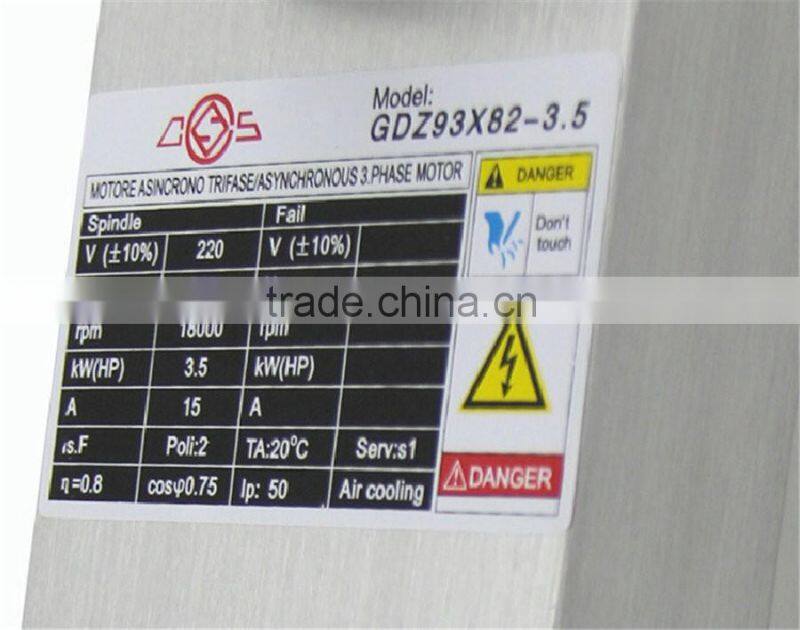 Model:
GDZ93X82-3.5
MOTORE ASINCRONO TRIFASE/ASYNCHRONOUS 3.PHASE MOTOR
Spindle Fail
V (±10%) 220 V (±10%)
rpm 18000 rpm
kW(HP) 3.5 kW(HP)
A 15 A
Is.F Poli:2 TA:20°C Serv:s1
η=0.8 cosφ0.75 Ip: 50 Air cooling
DANGER
Don't
touch
DANGER
trade.china.cn